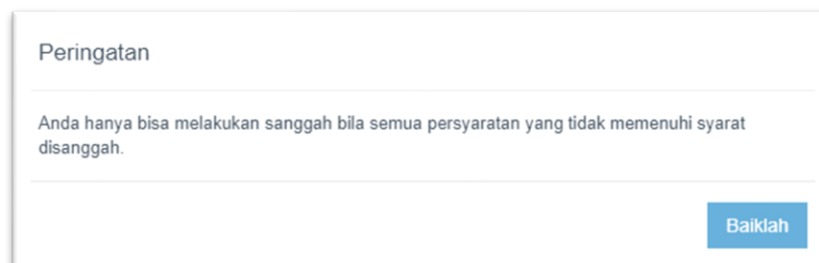 Peringatan
Anda hanya bisa melakukan sanggah bila semua persyaratan yang tidak memenuhi syarat
disanggah.
Baiklah